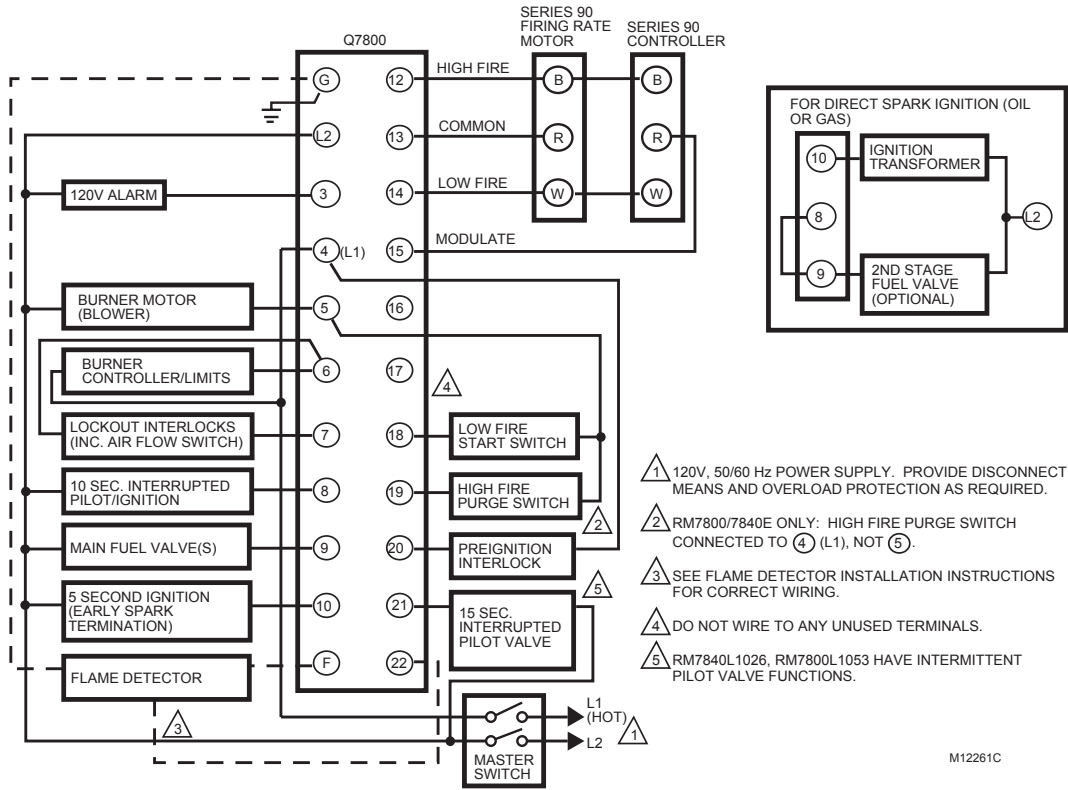 Q7800
SERIES 90
FIRING RATE
MOTOR
SERIES 90
CONTROLLER
G
12
HIGH FIRE
B
B
L2
13
COMMON
R
R
120V ALARM
3
14
LOW FIRE
W
W
4
(L1)
15
MODULATE
BURNER MOTOR
(BLOWER)
5
16
BURNER
CONTROLLER/LIMITS
6
17
4
LOCKOUT INTERLOCKS
(INC. AIR FLOW SWITCH)
7
18
LOW FIRE
START SWITCH
10 SEC. INTERRUPTED
PILOT/IGNITION
8
19
HIGH FIRE
PURGE SWITCH
2
MAIN FUEL VALVE(S)
9
20
PREIGNITION
INTERLOCK
5
5 SECOND IGNITION
(EARLY SPARK
TERMINATION)
10
21
15 SEC.
INTERRUPTED
PILOT VALVE
FLAME DETECTOR
F
22
3
MASTER
SWITCH
L1
(HOT)
L2
1
FOR DIRECT SPARK IGNITION (OIL
OR GAS)
10
IGNITION
TRANSFORMER
8
L2
9
2ND STAGE
FUEL VALVE
(OPTIONAL)
1 120V, 50/60 Hz POWER SUPPLY. PROVIDE DISCONNECT
MEANS AND OVERLOAD PROTECTION AS REQUIRED.
2 RM7800/7840E ONLY: HIGH FIRE PURGE SWITCH
CONNECTED TO 4 (L1), NOT 5.
3 SEE FLAME DETECTOR INSTALLATION INSTRUCTIONS
FOR CORRECT WIRING.
4 DO NOT WIRE TO ANY UNUSED TERMINALS.
5 RM7840L1026, RM7800L1053 HAVE INTERMITTENT
PILOT VALVE FUNCTIONS.
M12261C